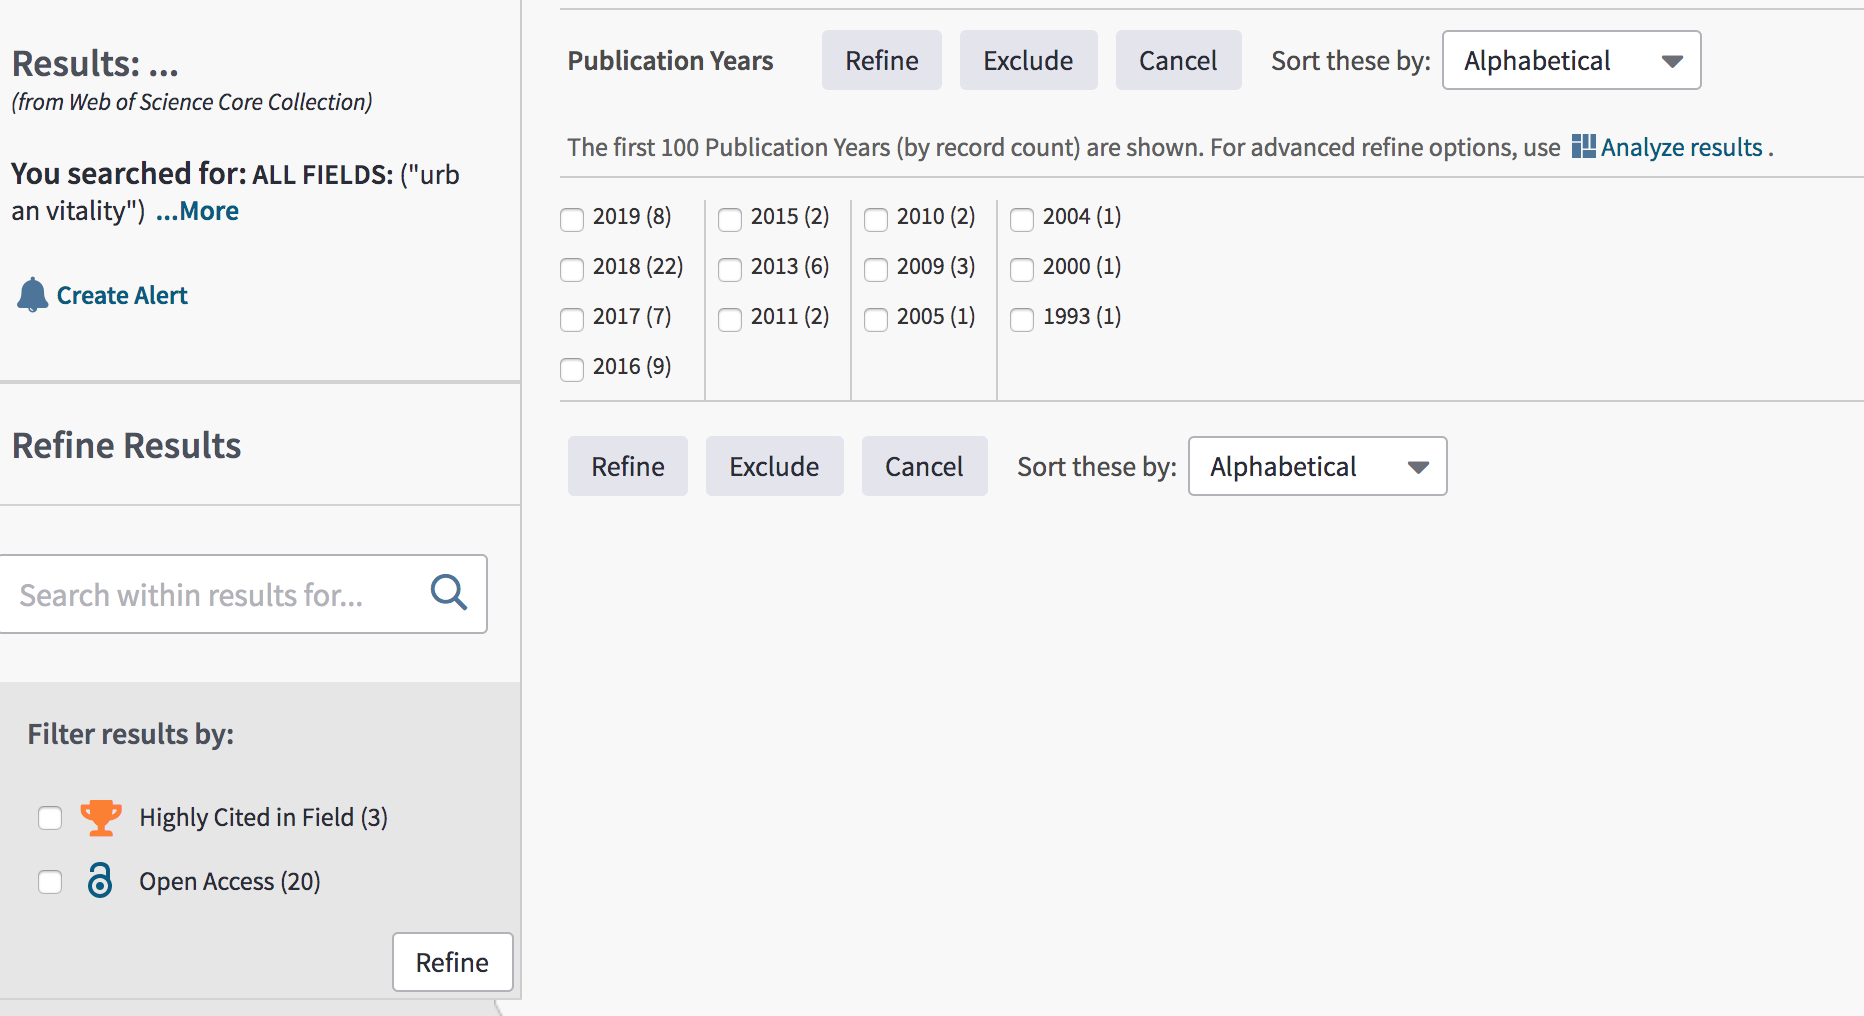 Results: ...
(from Web of Science Core Collection)
You searched for: ALL FIELDS: ("urb
an vitality") ...More
Create Alert
Refine Results
Search within results for...
Filter results by:
Highly Cited in Field (3)
Open Access (20)
Refine
Publication Years Refine Exclude Cancel Sort these by: Alphabetical
The first 100 Publication Years (by record count) are shown. For advanced refine options, use Analyze results .
2019 (8) 2015 (2) 2010 (2) 2004 (1)
2018 (22) 2013 (6) 2009 (3) 2000 (1)
2017 (7) 2011 (2) 2005 (1) 1993 (1)
2016 (9)
Refine Exclude Cancel Sort these by: Alphabetical